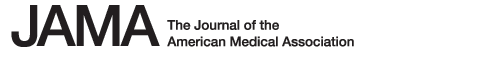 JAMA
The Journal of the
American Medical Association